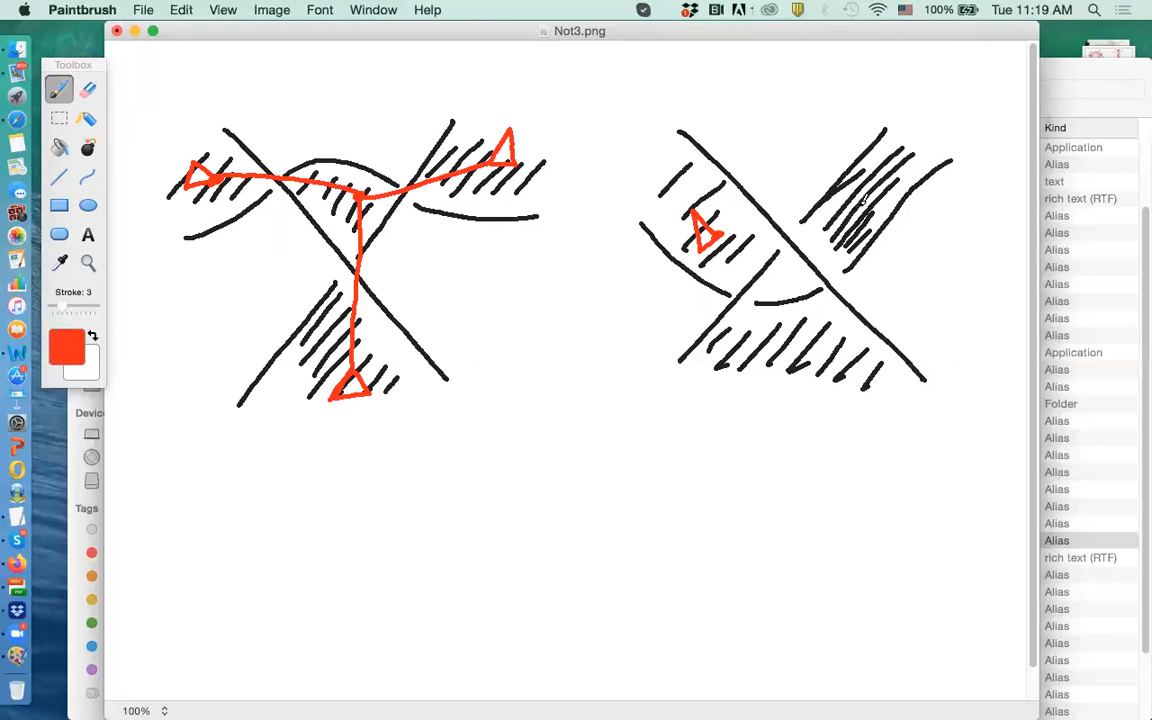 Paintbrush File Edit View Image Font Window Help 100% Tue 11:19 AM
Not3.png
Toolbox
A
Stroke: 3
Kind
Application
Alias
text
rich text (RTF)
Alias
Alias
Alias
Alias
Alias
Alias
Alias
Application
Alias
Alias
Folder
Alias
Alias
Alias
Alias
Alias
Alias
Alias
Alias
rich text (RTF)
Alias
Alias
Alias
Alias
Alias
Alias
Alias
Alias
Alias
Devic
Tags
100%